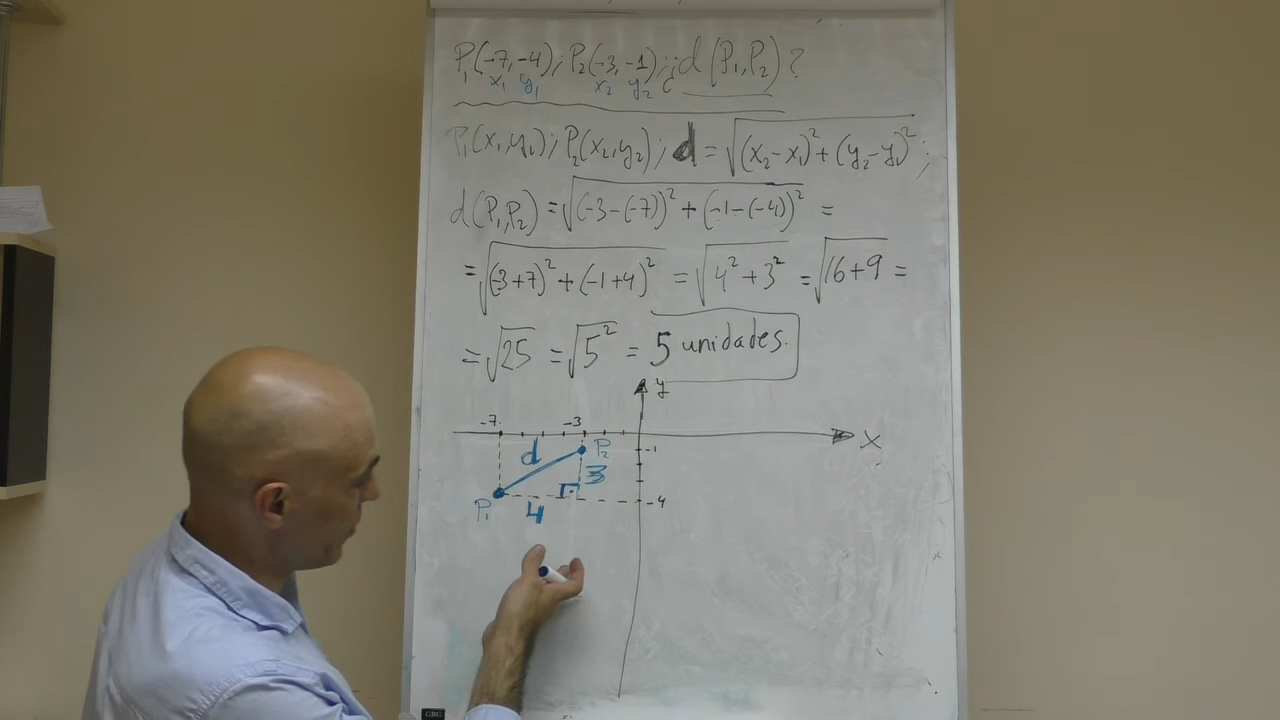 P₁(-7,-4); P₂(-3,-1); ¿d(P₁,P₂)?
x₁ y₁ x₂ y₂
P₁(x₁,y₁); P₂(x₂,y₂); d = √((x₂-x₁)²+(y₂-y₁)²);
d(P₁,P₂) = √((-3-(-7))²+(-1-(-4))²) =
= √((-3+7)²+(-1+4)²) = √(4²+3²) = √(16+9) =
= √25 = √5² = 5 unidades.
y
-7 -3
x
d P₂ -1
3
P₁ 4 -4
GBG